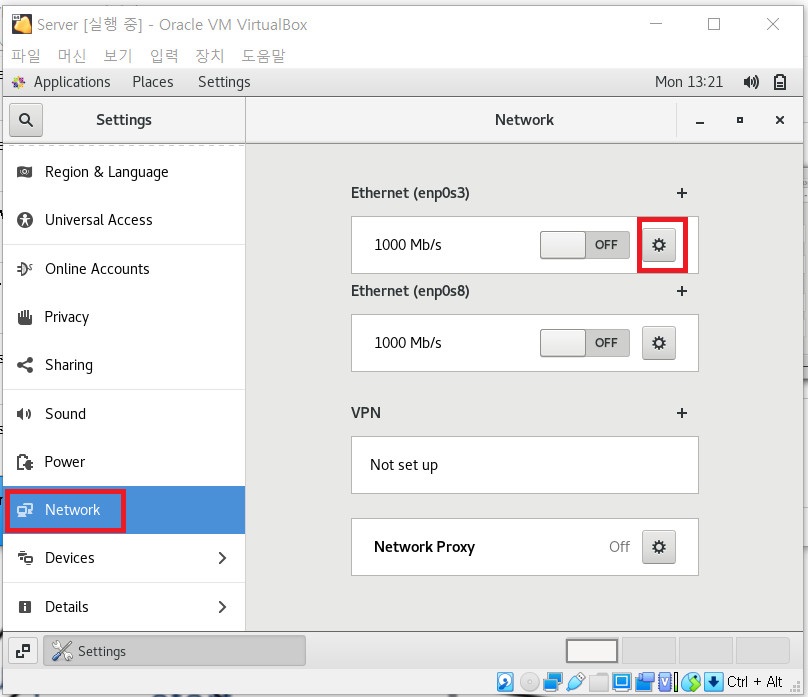 Server [실행 중] - Oracle VM VirtualBox
파일 머신 보기 입력 장치 도움말
Applications Places Settings Mon 13:21
Settings Network
Region & Language
Universal Access
Online Accounts
Privacy
Sharing
Sound
Power
Network
Devices
Details
Ethernet (enp0s3) +
1000 Mb/s OFF
Ethernet (enp0s8) +
1000 Mb/s OFF
VPN +
Not set up
Network Proxy Off
Settings
Ctrl + Alt